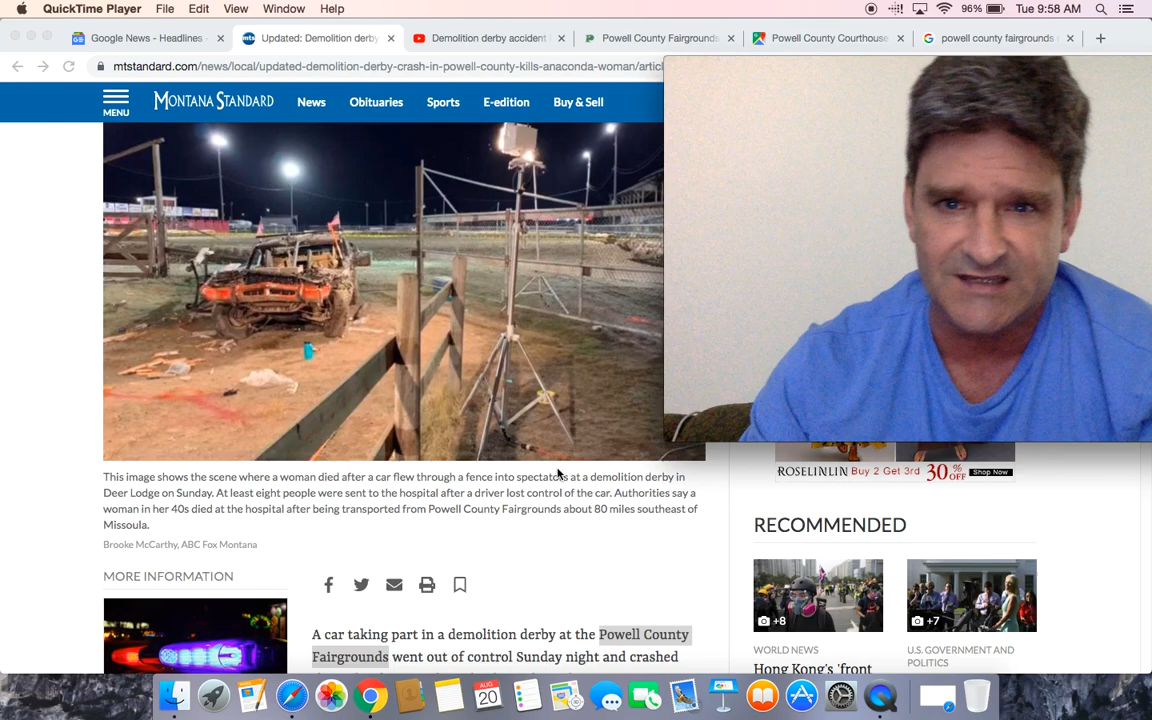 QuickTime Player File Edit View Window Help 96% Tue 9:58 AM
Google News - Headlines - Updated: Demolition derby Demolition derby accident Powell County Fairgrounds Powell County Courthouse powell county fairgrounds
mtstandard.com/news/local/updated-demolition-derby-crash-in-powell-county-kills-anaconda-woman/artic
MENU MONTANA STANDARD News Obituaries Sports E-edition Buy & Sell
This image shows the scene where a woman died after a car flew through a fence into spectators at a demolition derby in
Deer Lodge on Sunday. At least eight people were sent to the hospital after a driver lost control of the car. Authorities say a
woman in her 40s died at the hospital after being transported from Powell County Fairgrounds about 80 miles southeast of
Missoula.
Brooke McCarthy, ABC Fox Montana
MORE INFORMATION
A car taking part in a demolition derby at the Powell County
Fairgrounds went out of control Sunday night and crashed
ROSELINLIN Buy 2 Get 3rd 30% OFF Shop Now
RECOMMENDED
+8
+7
WORLD NEWS
Hong Kong's 'front
U.S. GOVERNMENT AND
POLITICS
AUG
20